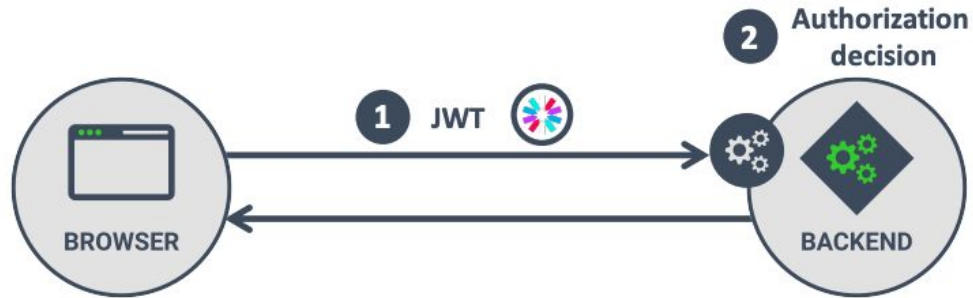 2 Authorization
decision
1 JWT
BROWSER
BACKEND